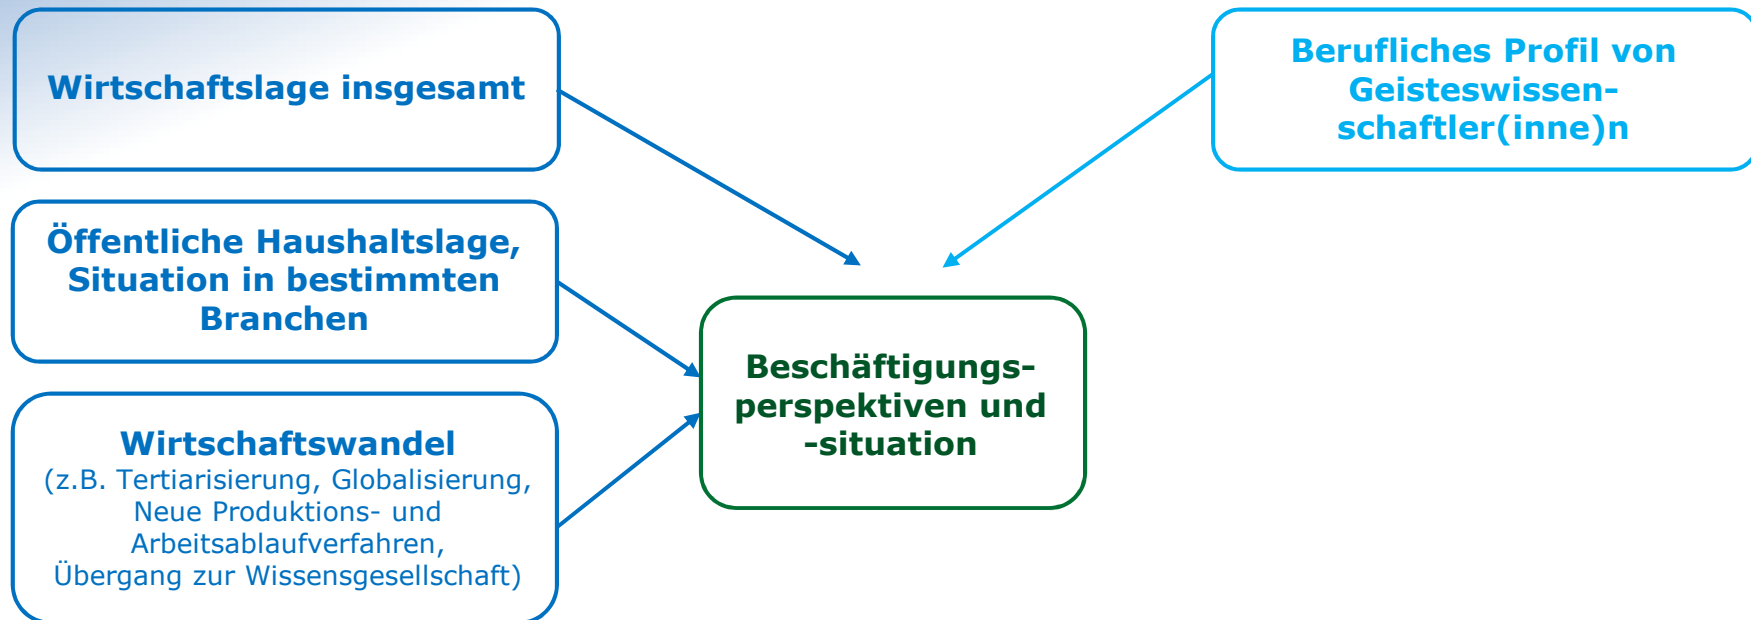 Wirtschaftslage insgesamt
Berufliches Profil von
Geisteswissen-
schaftler(inne)n
Öffentliche Haushaltslage,
Situation in bestimmten
Branchen
Beschäftigungs-
perspektiven und
-situation
Wirtschaftswandel
(z.B. Tertiarisierung, Globalisierung,
Neue Produktions- und
Arbeitsablaufverfahren,
Übergang zur Wissensgesellschaft)